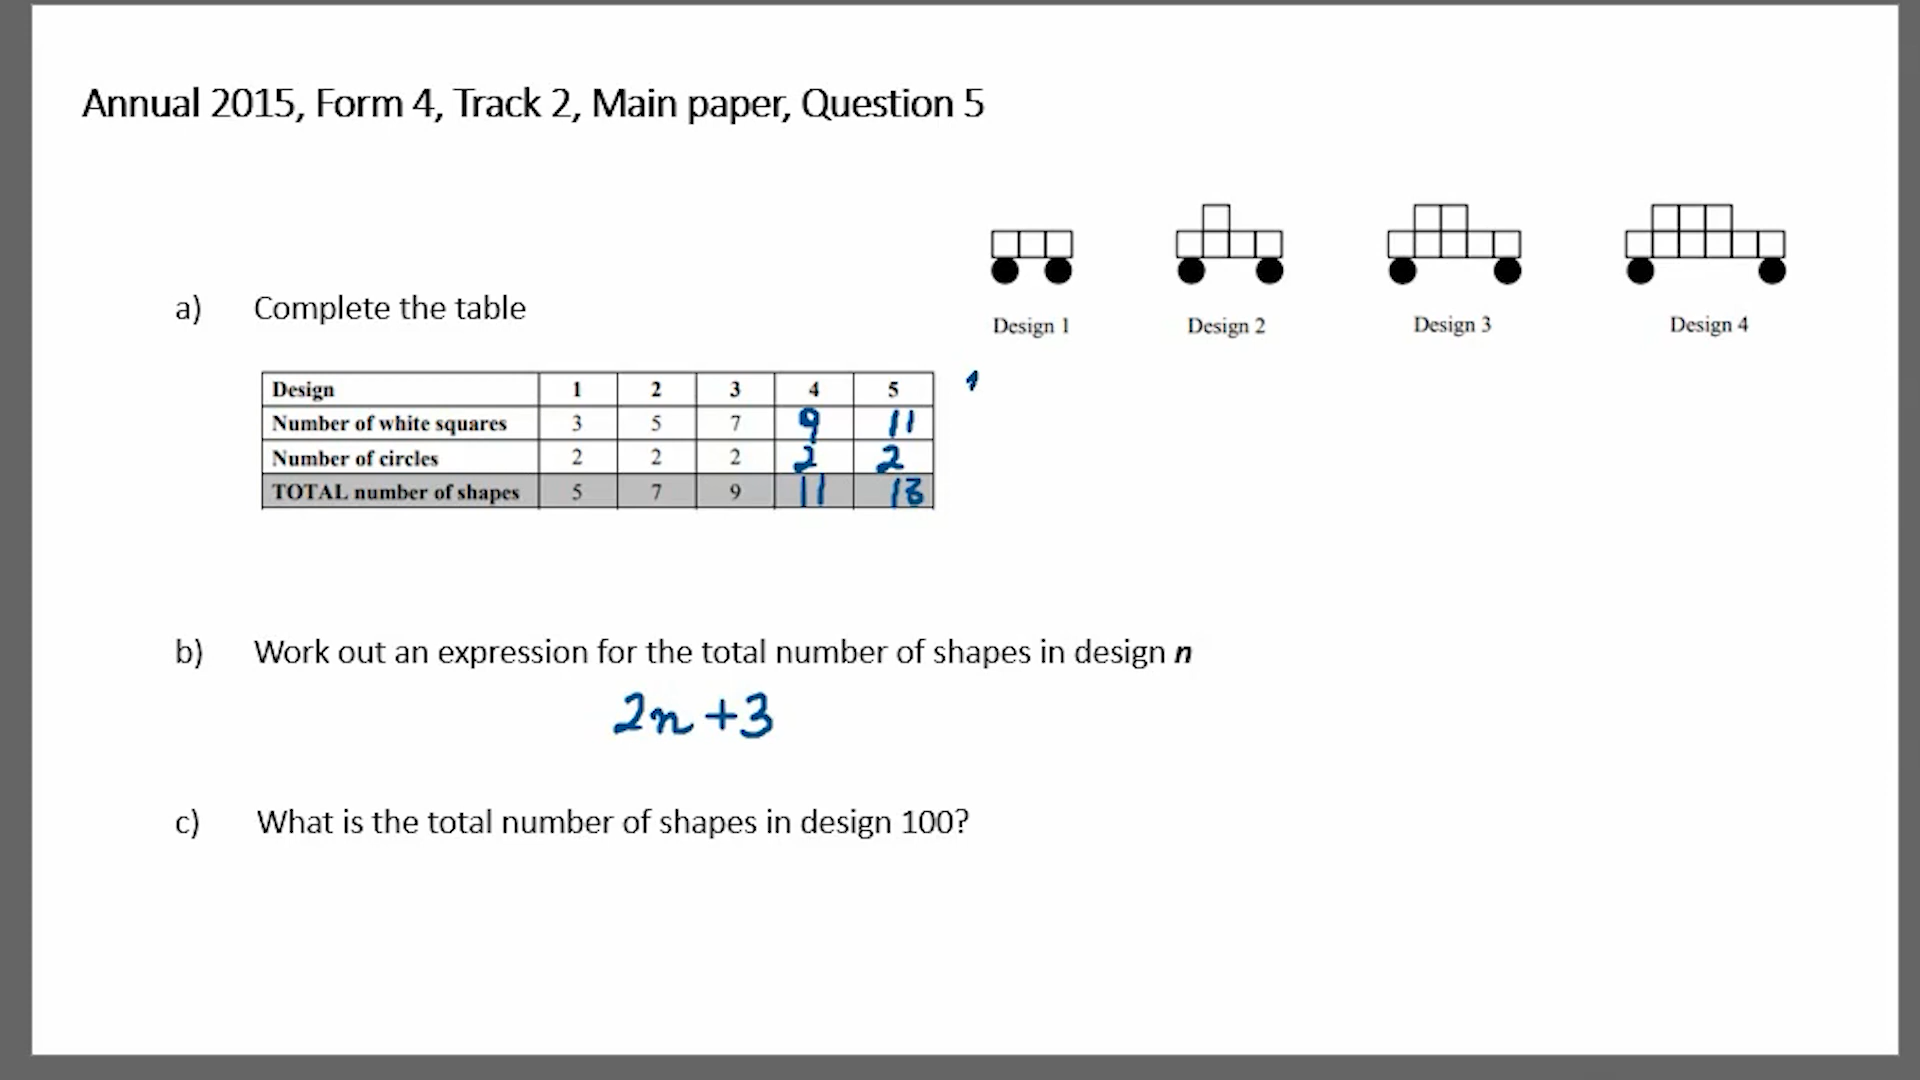 Annual 2015, Form 4, Track 2, Main paper, Question 5
Design 1 Design 2 Design 3 Design 4
a) Complete the table
Design 1 2 3 4 5
Number of white squares 3 5 7 9 11
Number of circles 2 2 2 2 2
TOTAL number of shapes 5 7 9 11 13
b) Work out an expression for the total number of shapes in design n
2n + 3
c) What is the total number of shapes in design 100?